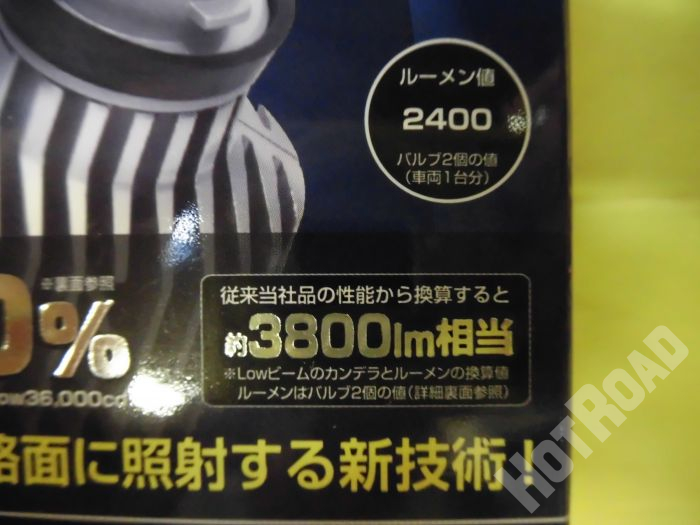 ルーメン値
2400
バルブ2個の値
(車両1台分)
※裏面参照
0%
ow36,000cd
従来当社品の性能から換算すると
約3800lm相当
※Lowビームのカンデラとルーメンの換算値
ルーメンはバルブ2個の値(詳細裏面参照)
路面に照射する新技術!
HOTROAD